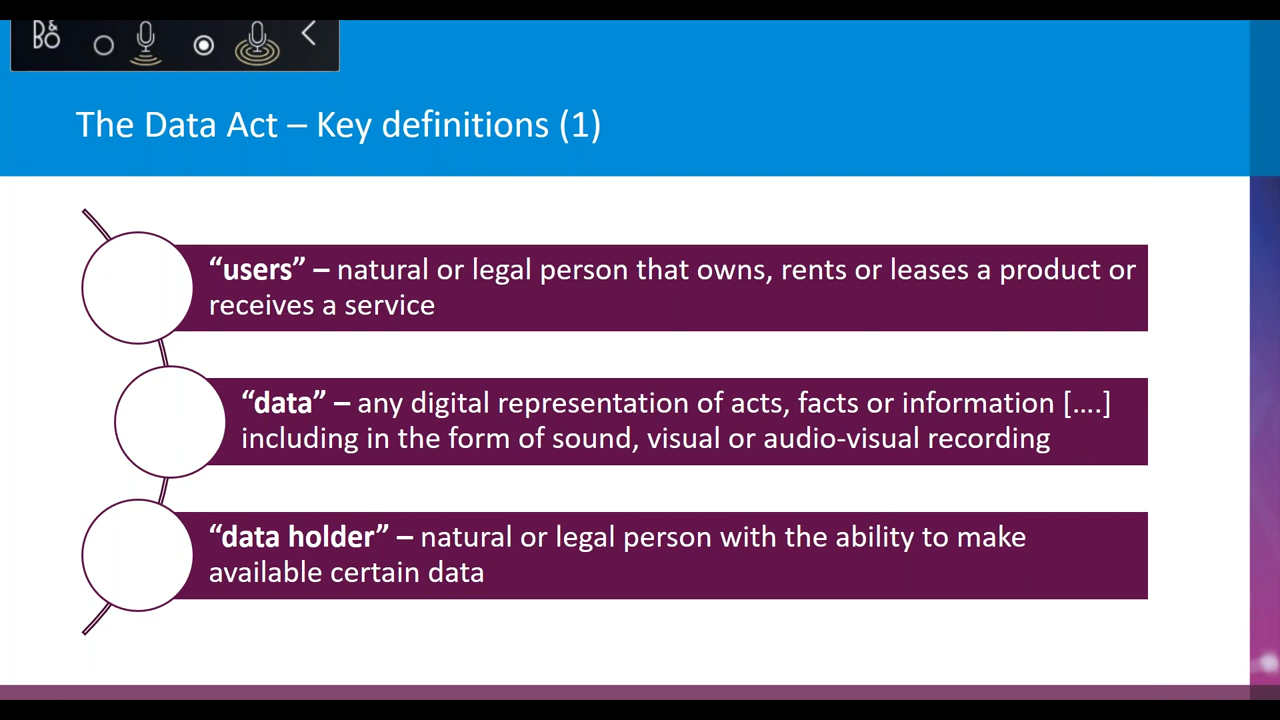 B&O
The Data Act – Key definitions (1)
“users” – natural or legal person that owns, rents or leases a product or
receives a service
“data” – any digital representation of acts, facts or information [....]
including in the form of sound, visual or audio-visual recording
“data holder” – natural or legal person with the ability to make
available certain data